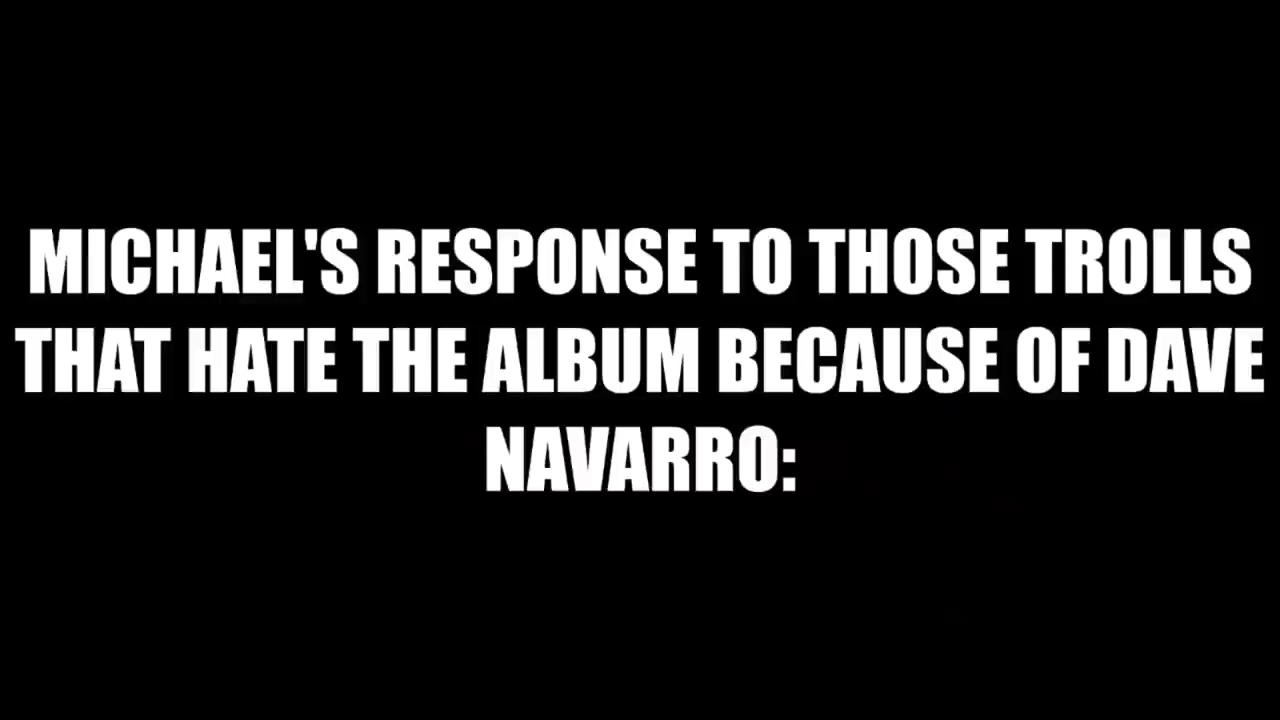 MICHAEL'S RESPONSE TO THOSE TROLLS
THAT HATE THE ALBUM BECAUSE OF DAVE
NAVARRO: